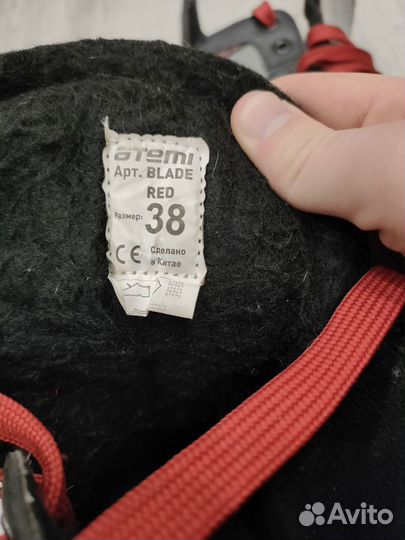 ATEMI
Арт. BLADE
RED
Размер: 38
CE Сделано
в Китае
Avito